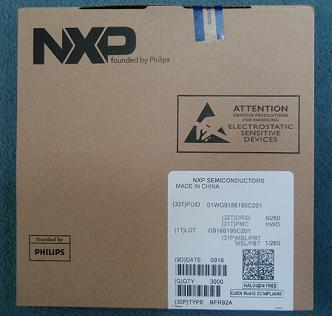 NXP
founded by Philips
ATTENTION
OBSERVE PRECAUTIONS
FOR HANDLING
ELECTROSTATIC
SENSITIVE
DEVICES
NXP SEMICONDUCTORS
MADE IN CHINA
(33T)PUID 01WG9186195C201
(32T)ORIG N260
(31T)PMC HWD
(1T)LOT G9186195C201
(31P)MSL/PBT
MSL/PBT 1/260
(9D)DATE 0918
(Q)QTY 3000
(30P)TYPE BFR92A
HALOGEN FREE
EU/CN RoHS COMPLIANT
founded by
PHILIPS